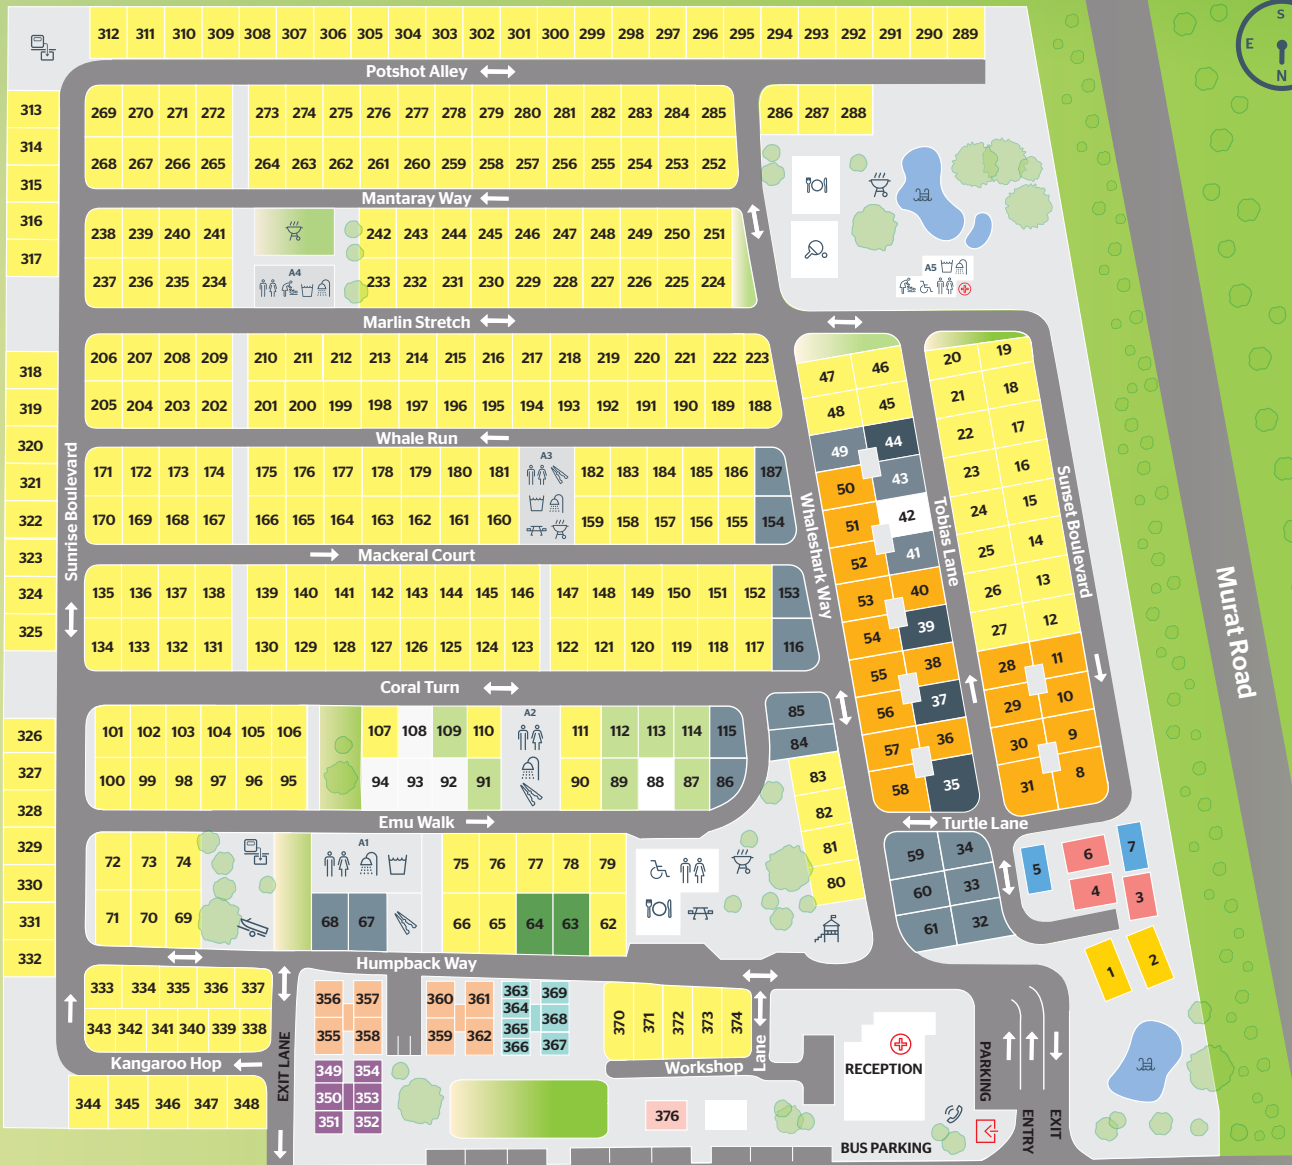 312 311 310 309 308 307 306 305 304 303 302 301 300 299 298 297 296 295 294 293 292 291 290 289
S
E
N
Potshot Alley
313
269 270 271 272 273 274 275 276 277 278 279 280 281 282 283 284 285 286 287 288
314
268 267 266 265 264 263 262 261 260 259 258 257 256 255 254 253 252
315
Mantaray Way
316
238 239 240 241 242 243 244 245 246 247 248 249 250 251
317
A4
A5
237 236 235 234 233 232 231 230 229 228 227 226 225 224
Marlin Stretch
318
206 207 208 209 210 211 212 213 214 215 216 217 218 219 220 221 222 223
319
205 204 203 202 201 200 199 198 197 196 195 194 193 192 191 190 189 188
320
Whale Run
321
171 172 173 174 175 176 177 178 179 180 181
A3
182 183 184 185 186 187
322
170 169 168 167 166 165 164 163 162 161 160 159 158 157 156 155 154
323
Mackeral Court
324
135 136 137 138 139 140 141 142 143 144 145 146 147 148 149 150 151 152 153
325
134 133 132 131 130 129 128 127 126 125 124 123 122 121 120 119 118 117 116
Sunrise Boulevard
Coral Turn
326
101 102 103 104 105 106 107 108 109 110
A2
111 112 113 114 115
327
100 99 98 97 96 95 94 93 92 91 90 89 88 87 86
328
Emu Walk
329
72 73 74
A1
75 76 77 78 79
330
331
71 70 69 68 67 66 65 64 63 62
332
Humpback Way
85
84
83
82
81
80
Whaleshark Way
47 46
48 45
49 44
50 43
51 42
52 41
53 40
54 39
55 38
56 37
57 36
58 35
Tobias Lane
20 19
21 18
22 17
23 16
24 15
25 14
26 13
27 12
28 11
29 10
30 9
31 8
Sunset Boulevard
Murat Road
Turtle Lane
59 34
60 33
61 32
5 6 7
4 3
1 2
333 334 335 336 337
343 342 341 340 339 338
Kangaroo Hop
344 345 346 347 348
EXIT LANE
356 357
355 358
349 354
350 353
351 352
360 361
359 362
363 369
364
368
365
366 367
370 371 372 373 374
Workshop Lane
376
RECEPTION
BUS PARKING
PARKING
ENTRY
EXIT